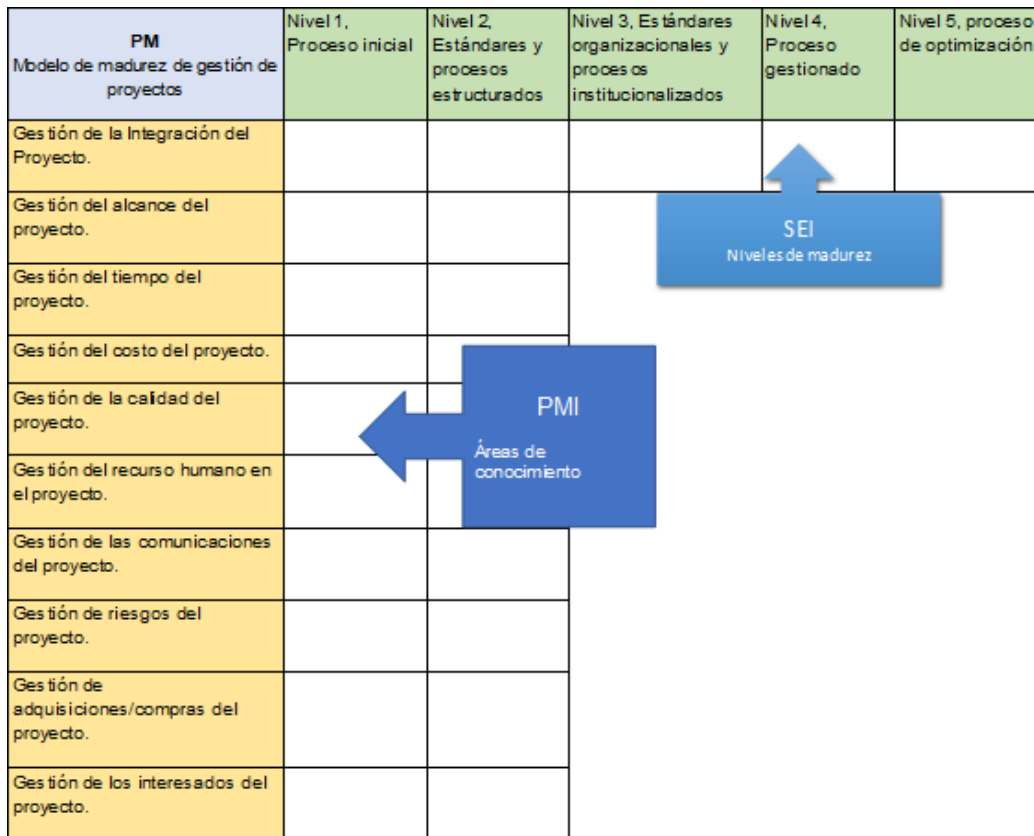 PM
Modelo de madurez de gestión de
proyectos
Nivel 1,
Proceso inicial
Nivel 2,
Estándares y
procesos
estructurados
Nivel 3, Estándares
organizacionales y
procesos
institucionalizados
Nivel 4,
Proceso
gestionado
Nivel 5, proceso
de optimización
Gestión de la Integración del
Proyecto.
Gestión del alcance del
proyecto.
SEI
Niveles de madurez
Gestión del tiempo del
proyecto.
Gestión del costo del proyecto.
Gestión de la calidad del
proyecto.
PMI
Áreas de
conocimiento
Gestión del recurso humano en
el proyecto.
Gestión de las comunicaciones
del proyecto.
Gestión de riesgos del
proyecto.
Gestión de
adquisiciones/compras del
proyecto.
Gestión de los interesados del
proyecto.